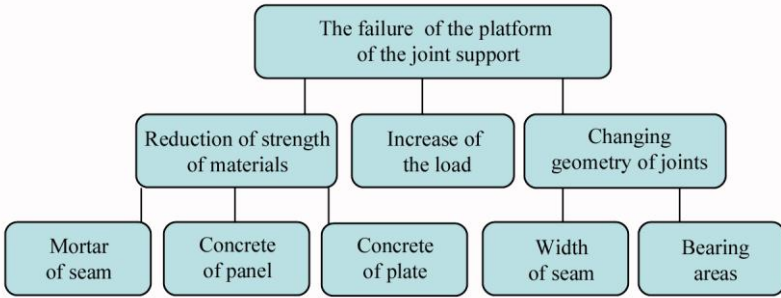 The failure of the platform
of the joint support
Reduction of strength
of materials
Increase of
the load
Changing
geometry of joints
Mortar
of seam
Concrete
of panel
Concrete
of plate
Width
of seam
Bearing
areas